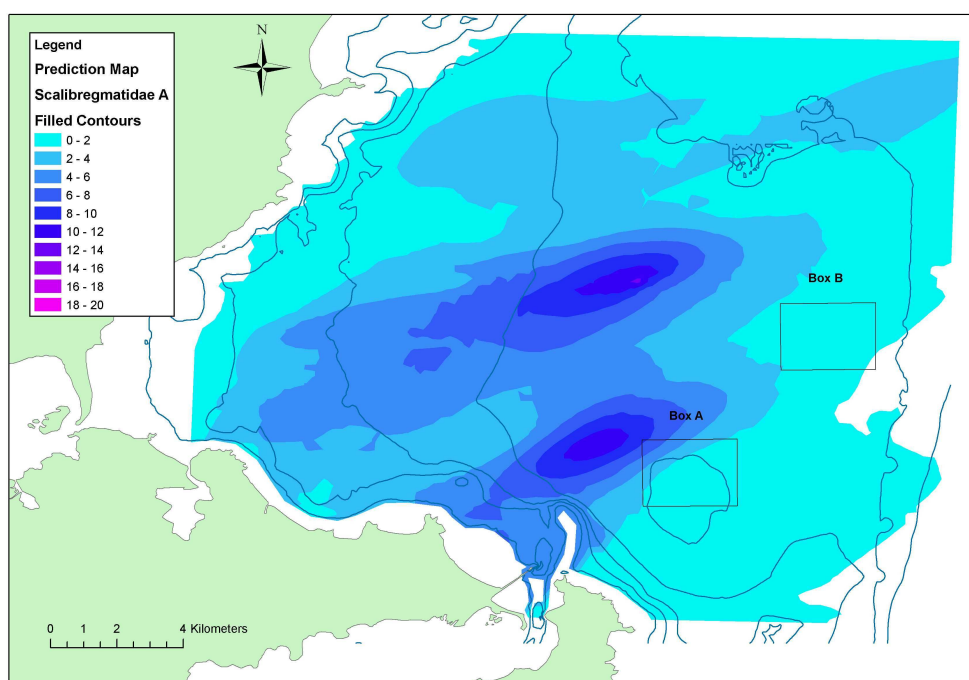 Legend
Prediction Map
Scalibregmatidae A
Filled Contours
0 - 2
2 - 4
4 - 6
6 - 8
8 - 10
10 - 12
12 - 14
14 - 16
16 - 18
18 - 20
N
Box B
Box A
0 1 2 4 Kilometers